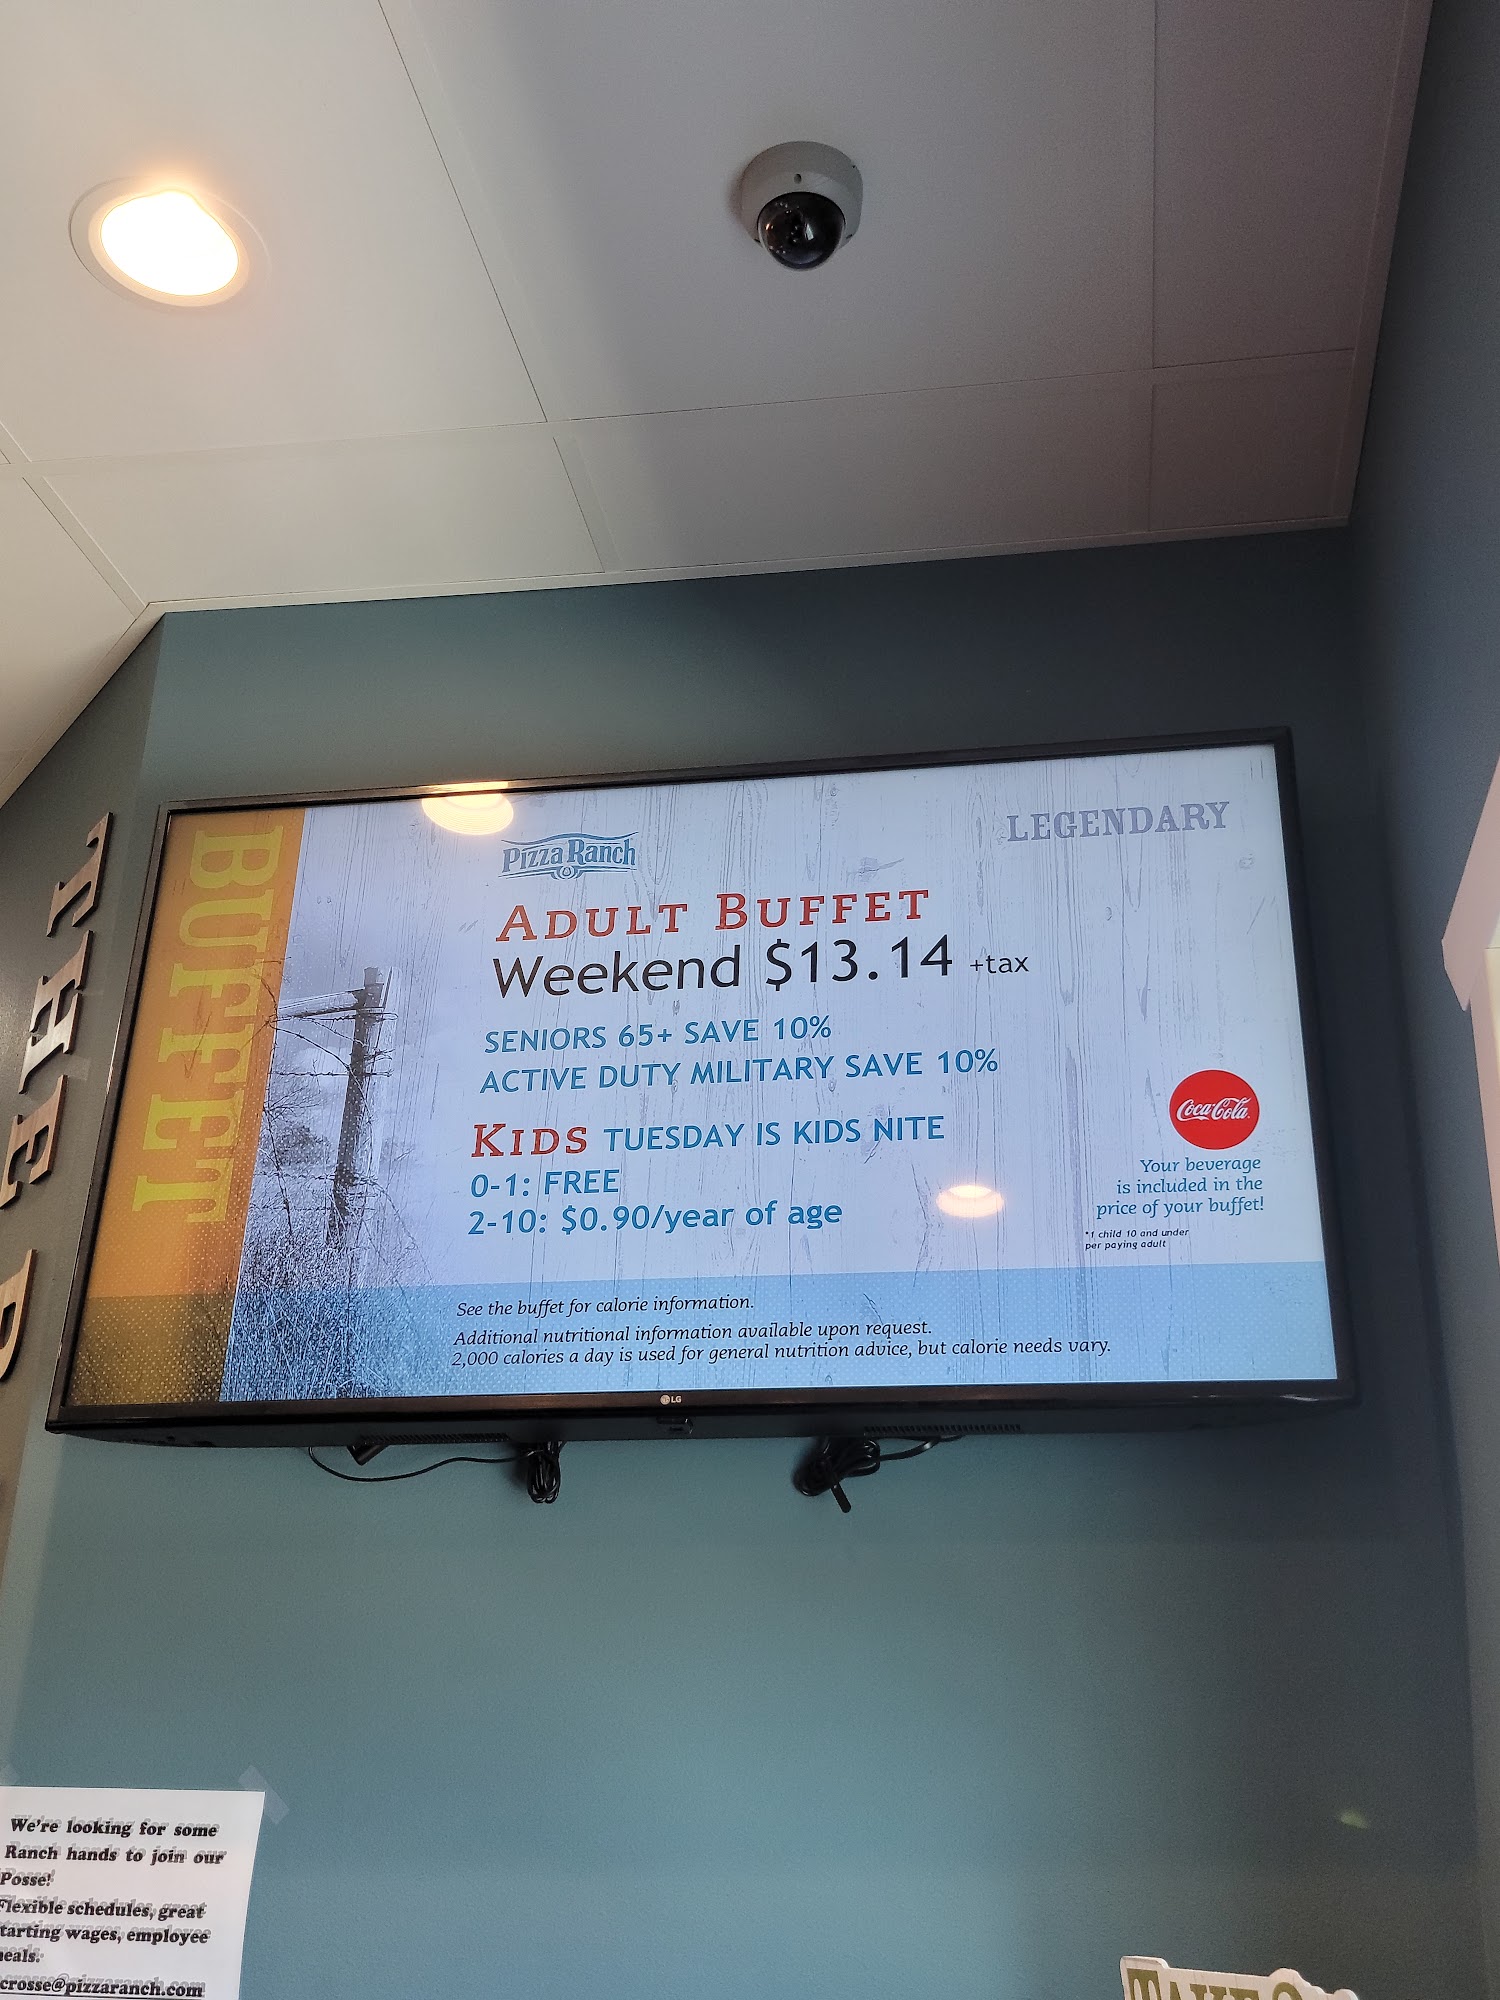 BUFFET
Pizza Ranch
LEGENDARY
ADULT BUFFET
Weekend $13.14 +tax
SENIORS 65+ SAVE 10%
ACTIVE DUTY MILITARY SAVE 10%
KIDS TUESDAY IS KIDS NITE
0-1: FREE
2-10: $0.90/year of age
Coca-Cola
Your beverage
is included in the
price of your buffet!
*1 child 10 and under
per paying adult
See the buffet for calorie information.
Additional nutritional information available upon request.
2,000 calories a day is used for general nutrition advice, but calorie needs vary.
LG
We're looking for some
Ranch hands to join our
Posse!
Flexible schedules, great
tarting wages, employee
eals.
crosse@pizzaranch.com